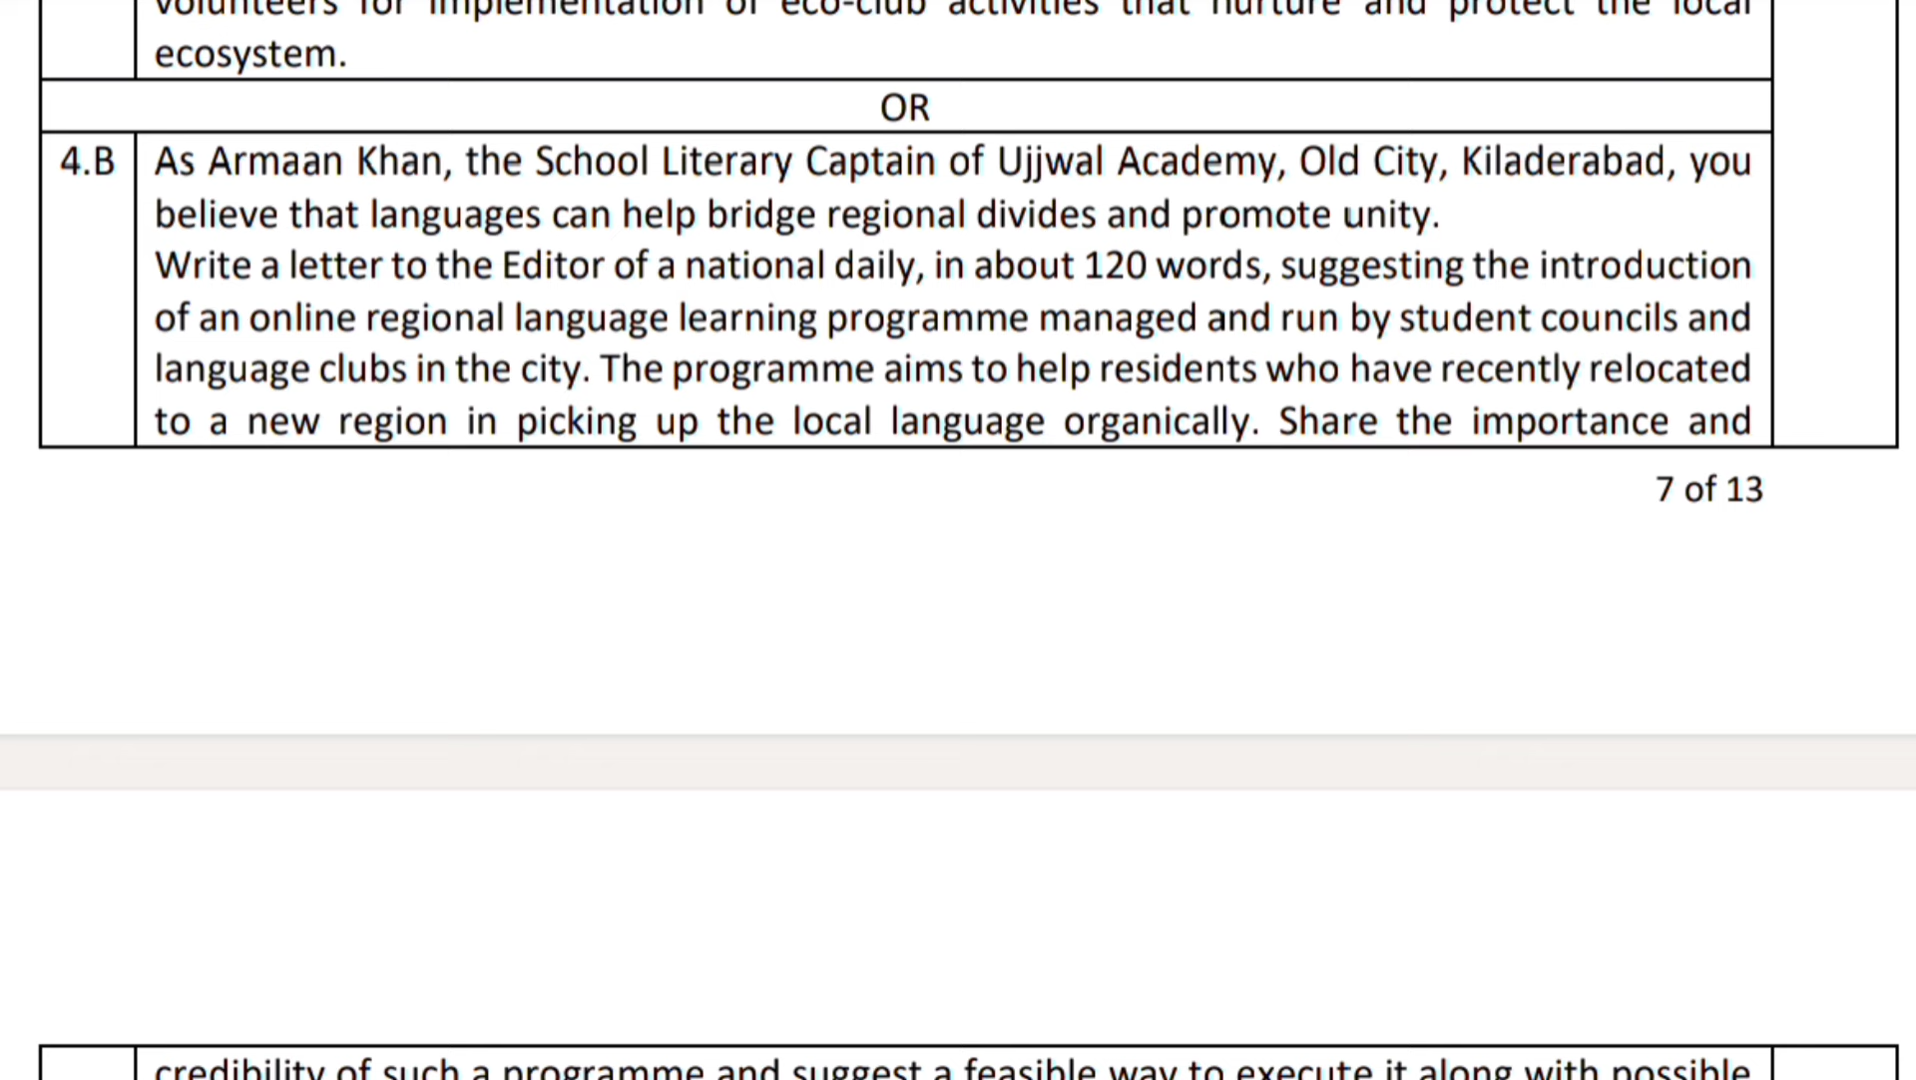 volunteers for implementation of eco-club activities that nurture and protect the local
ecosystem.
OR
4.B As Armaan Khan, the School Literary Captain of Ujjwal Academy, Old City, Kiladerabad, you
believe that languages can help bridge regional divides and promote unity.
Write a letter to the Editor of a national daily, in about 120 words, suggesting the introduction
of an online regional language learning programme managed and run by student councils and
language clubs in the city. The programme aims to help residents who have recently relocated
to a new region in picking up the local language organically. Share the importance and
7 of 13
credibility of such a programme and suggest a feasible way to execute it along with possible